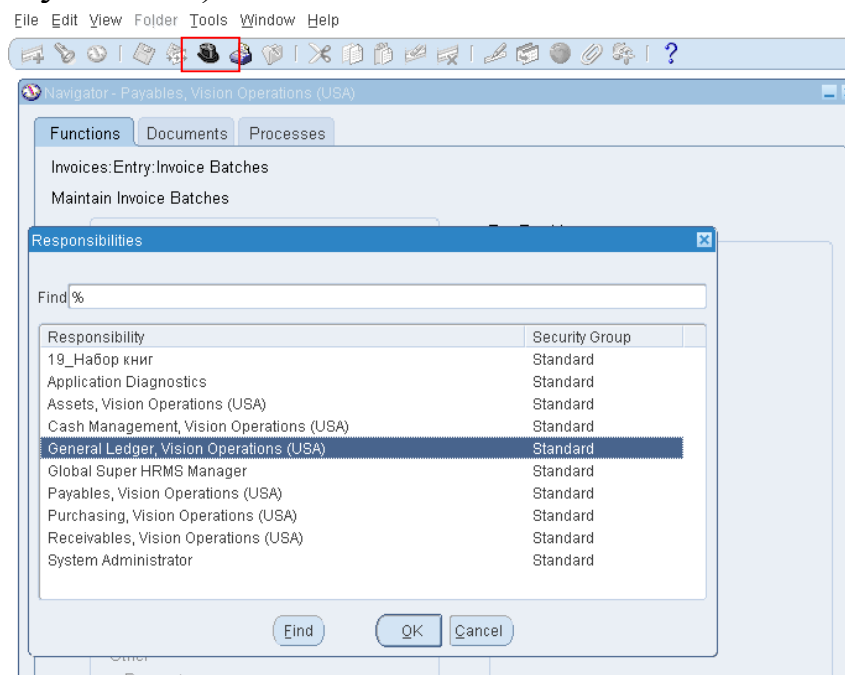 File Edit View Folder Tools Window Help
Navigator - Payables, Vision Operations (USA)
Functions Documents Processes
Invoices:Entry:Invoice Batches
Maintain Invoice Batches
Responsibilities
Find %
Responsibility Security Group
19_Набор книг Standard
Application Diagnostics Standard
Assets, Vision Operations (USA) Standard
Cash Management, Vision Operations (USA) Standard
General Ledger, Vision Operations (USA) Standard
Global Super HRMS Manager Standard
Payables, Vision Operations (USA) Standard
Purchasing, Vision Operations (USA) Standard
Receivables, Vision Operations (USA) Standard
System Administrator Standard
Find OK Cancel